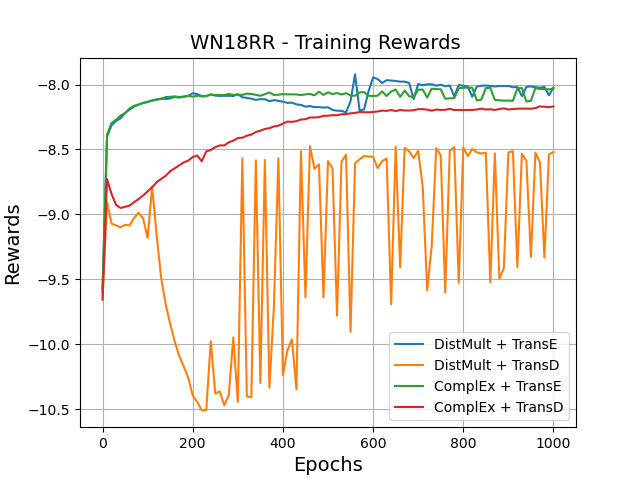 WN18RR - Training Rewards
Rewards
−8.0
−8.5
−9.0
−9.5
−10.0
−10.5
0
200
400
600
800
1000
Epochs
DistMult + TransE
DistMult + TransD
ComplEx + TransE
ComplEx + TransD